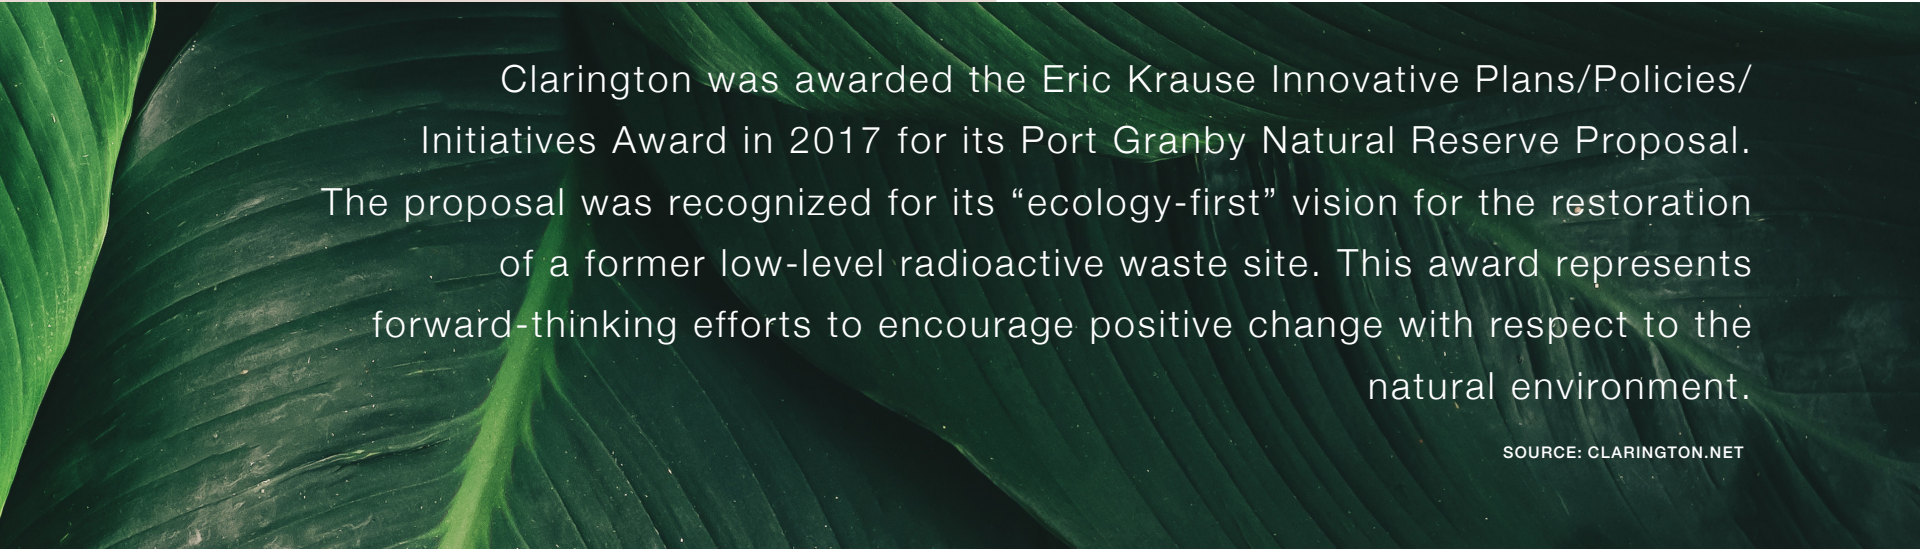 Clarington was awarded the Eric Krause Innovative Plans/Policies/
Initiatives Award in 2017 for its Port Granby Natural Reserve Proposal.
The proposal was recognized for its “ecology-first” vision for the restoration
of a former low-level radioactive waste site. This award represents
forward-thinking efforts to encourage positive change with respect to the
natural environment.
SOURCE: CLARINGTON.NET